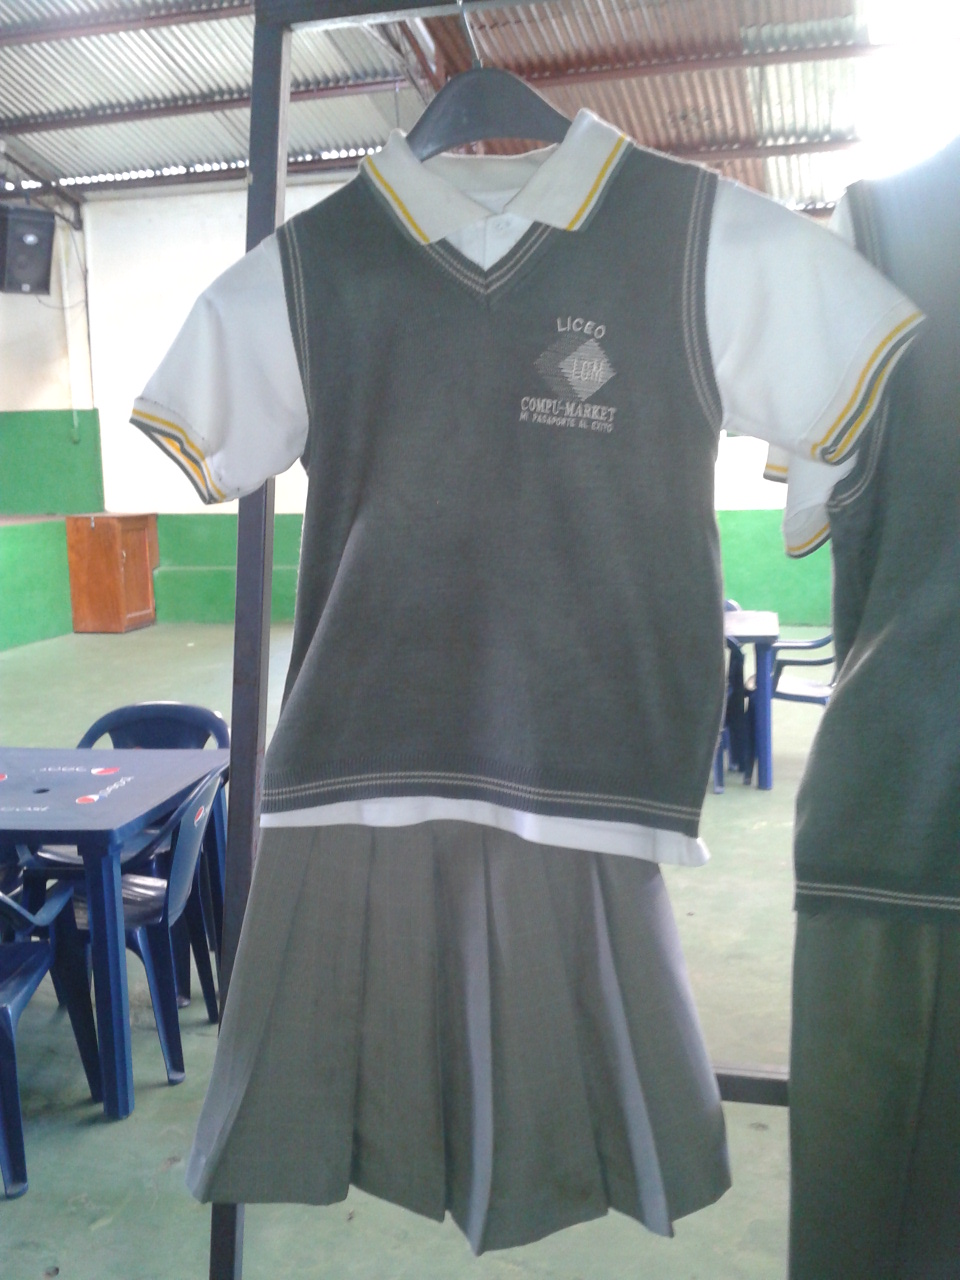 LICEO
LCM
COMPU-MARKET
MI PASAPORTE AL EXITO